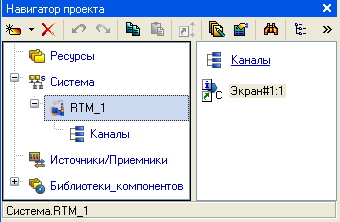 Навигатор проекта
Ресурсы
Система
RTM_1
Каналы
Источники/Приемники
Библиотеки_компонентов
Каналы
C
Экран#1:1
Система.RTM_1